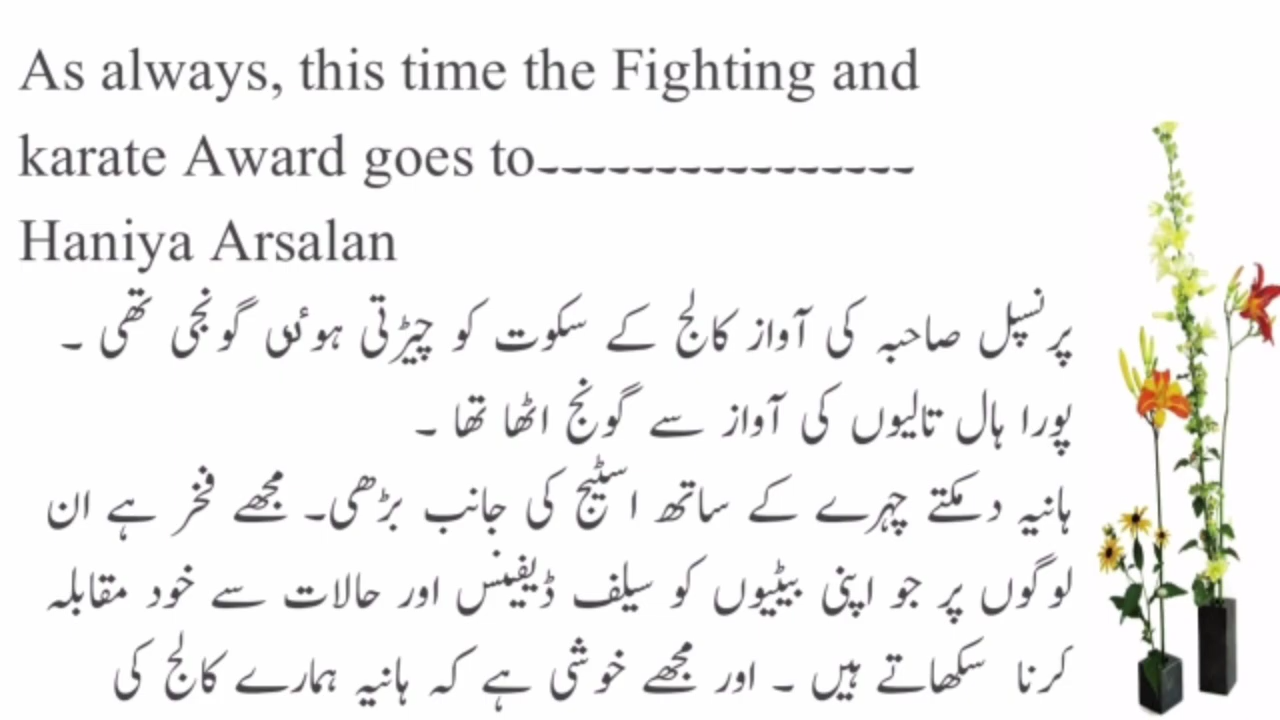 As always, this time the Fighting and
karate Award goes to----------------
Haniya Arsalan
پرنسپل صاحبہ کی آواز کالج کے سکوت کو چیڑتی ہوئی گونجی تھی ۔
پورا ہال تالیوں کی آواز سے گونج اٹھا تھا ۔
ہانیہ دمکتے چہرے کے ساتھ اسٹیج کی جانب بڑھی۔ مجھے فخر ہے ان
لوگوں پر جو اپنی بیٹیوں کو سیلف ڈیفینس اور حالات سے خود مقابلہ
کرنا سکھاتے ہیں ۔ اور مجھے خوشی ہے کہ ہانیہ ہمارے کالج کی